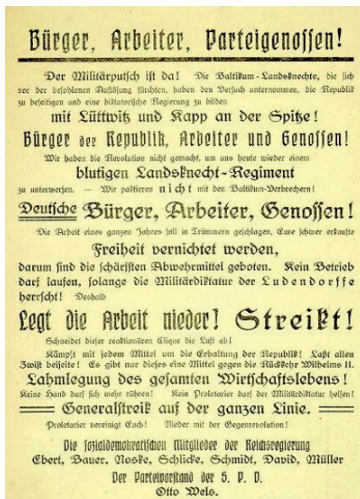 Bürger, Arbeiter, Parteigenossen!
Der Militärputsch ist da! Die Baltikum-Landsknechte, die sich
vor der befohlenen Auflösung fürchten, haben den Versuch unternommen, die Republik
zu beseitigen und eine diktatorische Regierung zu bilden
mit Lüttwitz und Kapp an der Spitze!
Bürger der Republik, Arbeiter und Genossen!
Wir haben die Revolution nicht gemacht, um uns heute wieder einem
blutigen Landsknecht-Regiment
zu unterwerfen. — Wir paktieren nicht mit den Baltikum-Verbrechern!
Deutsche Bürger, Arbeiter, Genossen!
Die Arbeit eines ganzen Jahres soll in Trümmern geschlagen, Eure schwer erkaufte
Freiheit vernichtet werden,
darum sind die schärfsten Abwehrmittel geboten. Kein Betrieb
darf laufen, solange die Militärdiktatur der Ludendorffe
herrscht! Deshalb
Legt die Arbeit nieder! Streikt!
Schneidet dieser reaktionären Clique die Luft ab!
Kämpft mit jedem Mittel um die Erhaltung der Republik! Laßt allen
Zwist beiseite! Es gibt nur dieses eine Mittel gegen die Rückkehr Wilhelms II.
Lahmlegung des gesamten Wirtschaftslebens!
Keine Hand darf sich mehr rühren! Kein Proletarier darf der Militärdiktatur helfen!
Generalstreik auf der ganzen Linie.
Proletarier vereinigt Euch! Nieder mit der Gegenrevolution!
Die sozialdemokratischen Mitglieder der Reichsregierung
Ebert, Bauer, Noske, Schlicke, Schmidt, David, Müller
Der Parteivorstand der S. P. D.
Otto Wels.